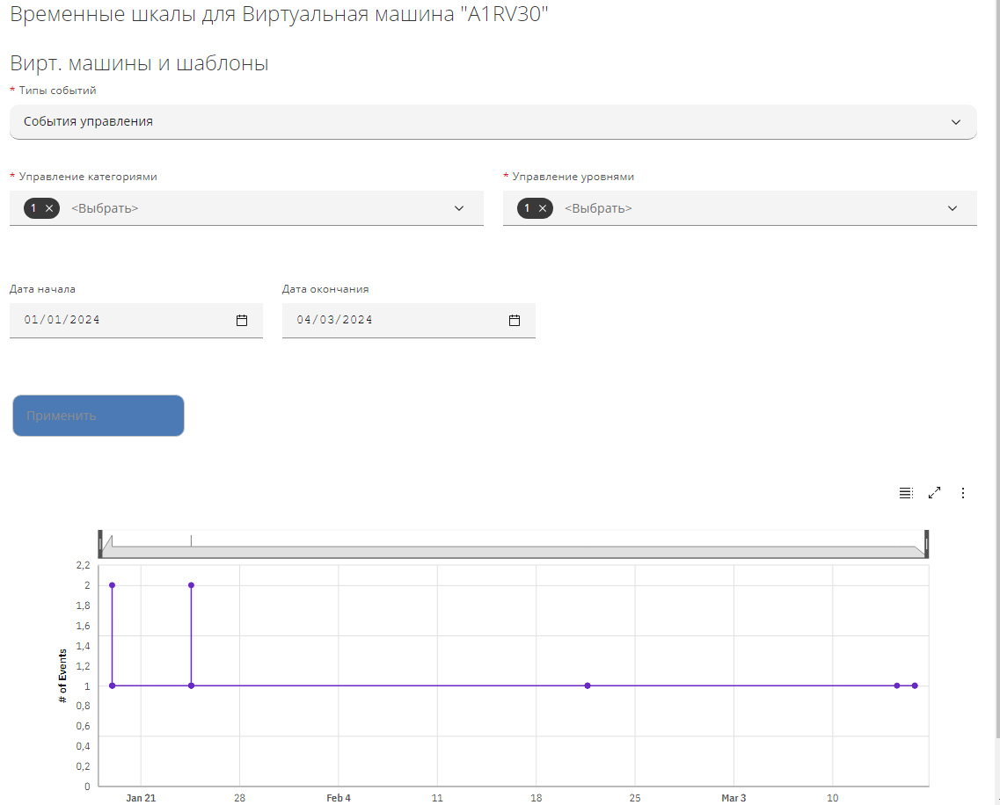 Временные шкалы для Виртуальная машина "A1RV30"
Вирт. машины и шаблоны
* Типы событий
События управления
* Управление категориями
* Управление уровнями
1 × <Выбрать>
1 × <Выбрать>
Дата начала
Дата окончания
01/01/2024
04/03/2024
Применить
# of Events
2,2
2
1,8
1,6
1,4
1,2
1
0,8
0,6
0,4
0,2
0
Jan 21
28
Feb 4
11
18
25
Mar 3
10